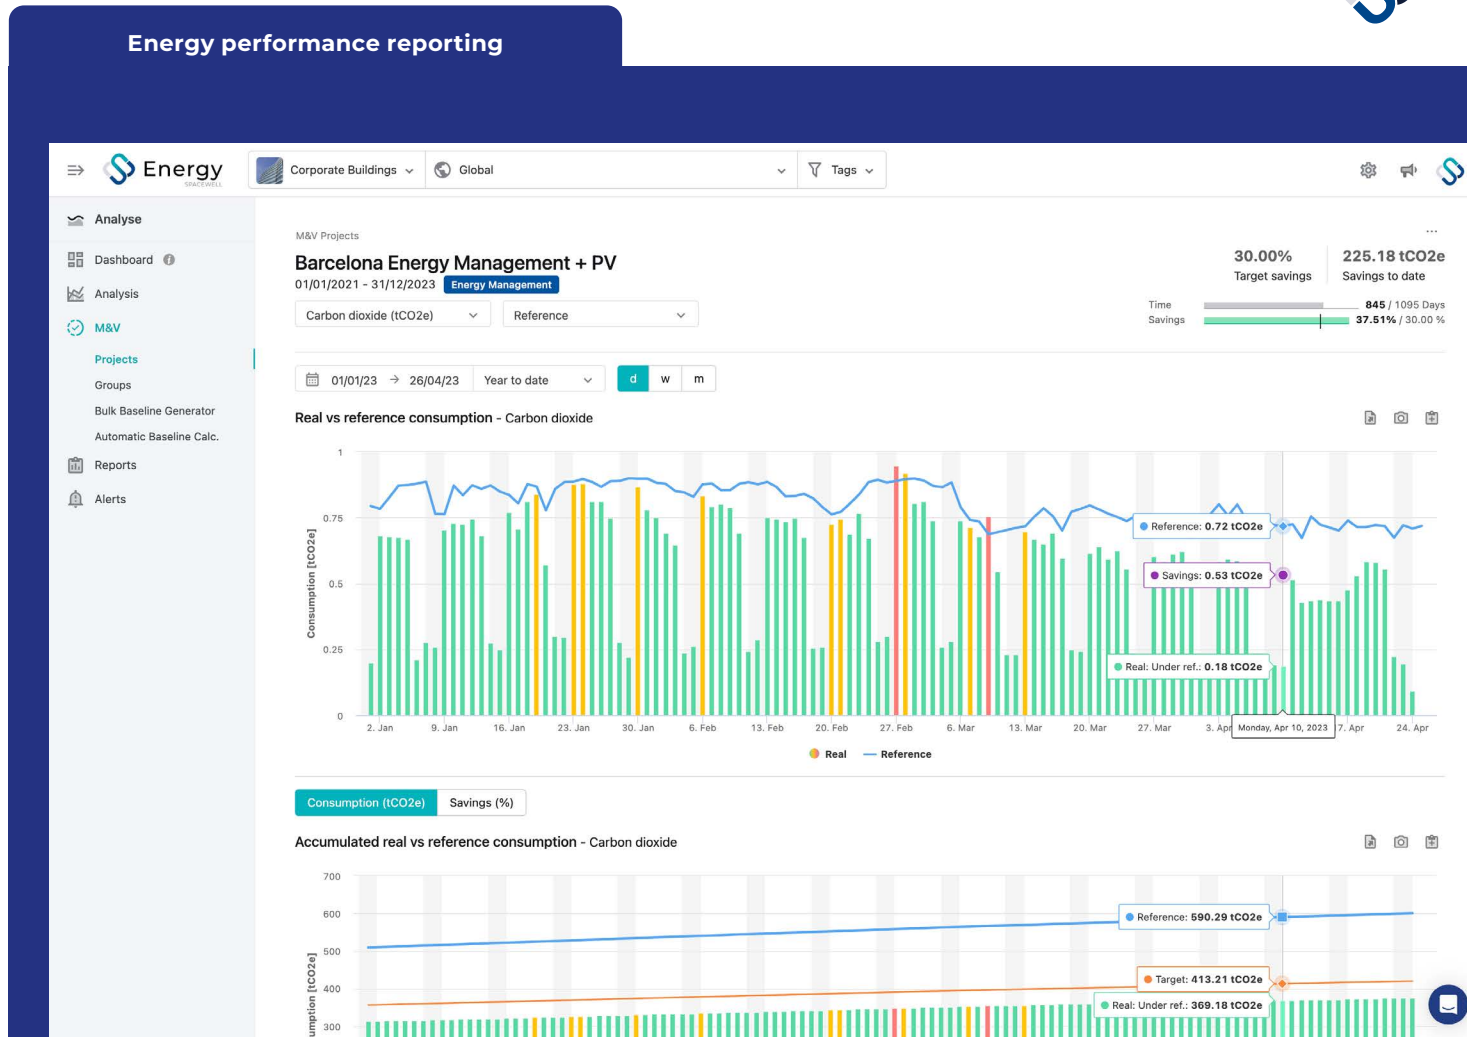 Energy performance reporting
Energy
SPACEWELL
Corporate Buildings
Global
Tags
Analyse
Dashboard
Analysis
M&V
Projects
Groups
Bulk Baseline Generator
Automatic Baseline Calc.
Reports
Alerts
M&V Projects
...
Barcelona Energy Management + PV
01/01/2021 - 31/12/2023 Energy Management
30.00%
Target savings
225.18 tCO2e
Savings to date
Carbon dioxide (tCO2e)
Reference
Time 845 / 1095 Days
Savings 37.51% / 30.00 %
01/01/23 → 26/04/23 Year to date d w m
Real vs reference consumption - Carbon dioxide
Consumption [tCO2e]
1
0.75
0.5
0.25
0
Reference: 0.72 tCO2e
Savings: 0.53 tCO2e
Real: Under ref.: 0.18 tCO2e
2. Jan 9. Jan 16. Jan 23. Jan 30. Jan 6. Feb 13. Feb 20. Feb 27. Feb 6. Mar 13. Mar 20. Mar 27. Mar 3. Apr Monday, Apr 10, 2023 7. Apr 24. Apr
Real Reference
Consumption (tCO2e) Savings (%)
Accumulated real vs reference consumption - Carbon dioxide
umption [tCO2e]
700
600
500
400
300
Reference: 590.29 tCO2e
Target: 413.21 tCO2e
Real: Under ref.: 369.18 tCO2e